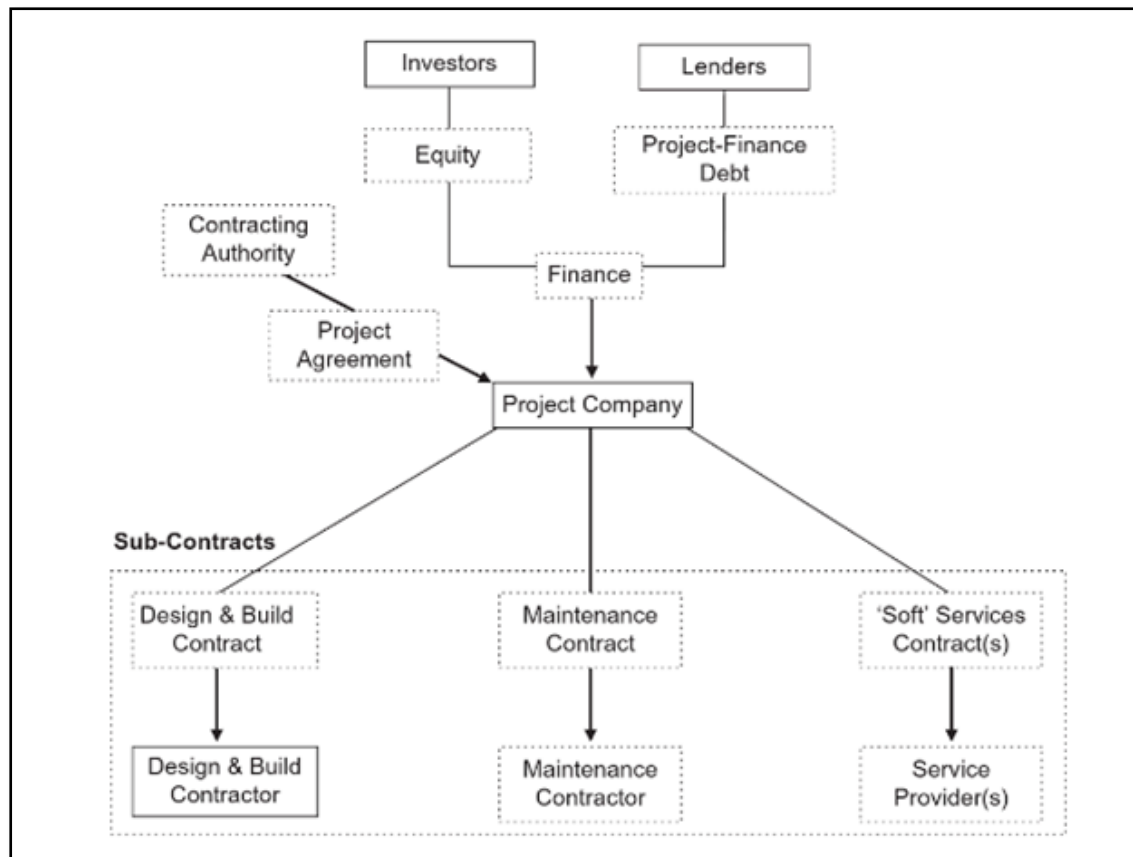 Investors
Lenders
Equity
Project-Finance
Debt
Contracting
Authority
Finance
Project
Agreement
Project Company
Sub-Contracts
Design & Build
Contract
Maintenance
Contract
‘Soft’ Services
Contract(s)
Design & Build
Contractor
Maintenance
Contractor
Service
Provider(s)